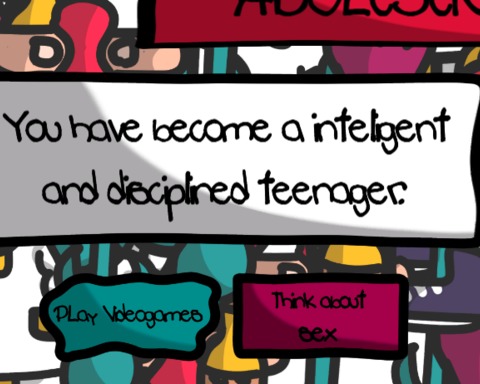 You have become a inteligent
and disciplined teenager.
PLay Videogames
Think about
sex